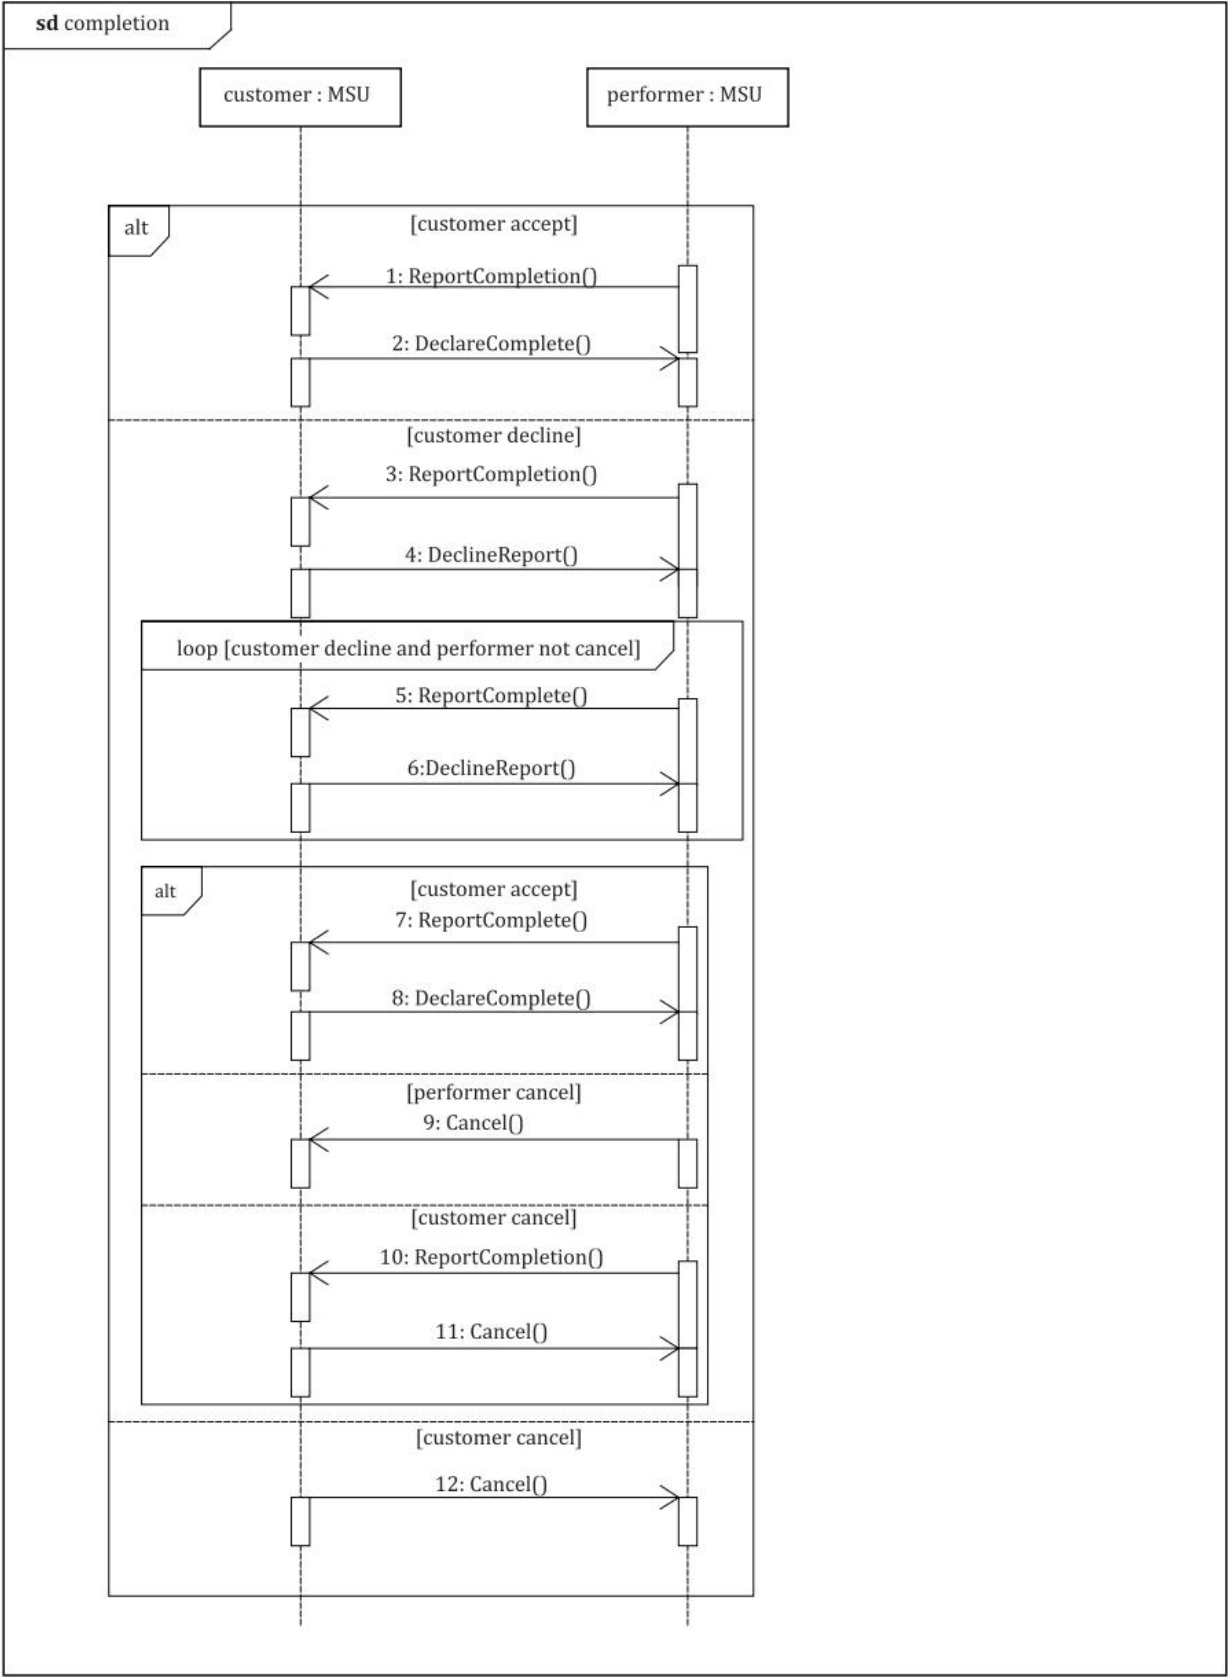 sd completion
customer : MSU
performer : MSU
alt
[customer accept]
1: ReportCompletion()
2: DeclareComplete()
[customer decline]
3: ReportCompletion()
4: DeclineReport()
loop [customer decline and performer not cancel]
5: ReportComplete()
6:DeclineReport()
alt
[customer accept]
7: ReportComplete()
8: DeclareComplete()
[performer cancel]
9: Cancel()
[customer cancel]
10: ReportCompletion()
11: Cancel()
[customer cancel]
12: Cancel()